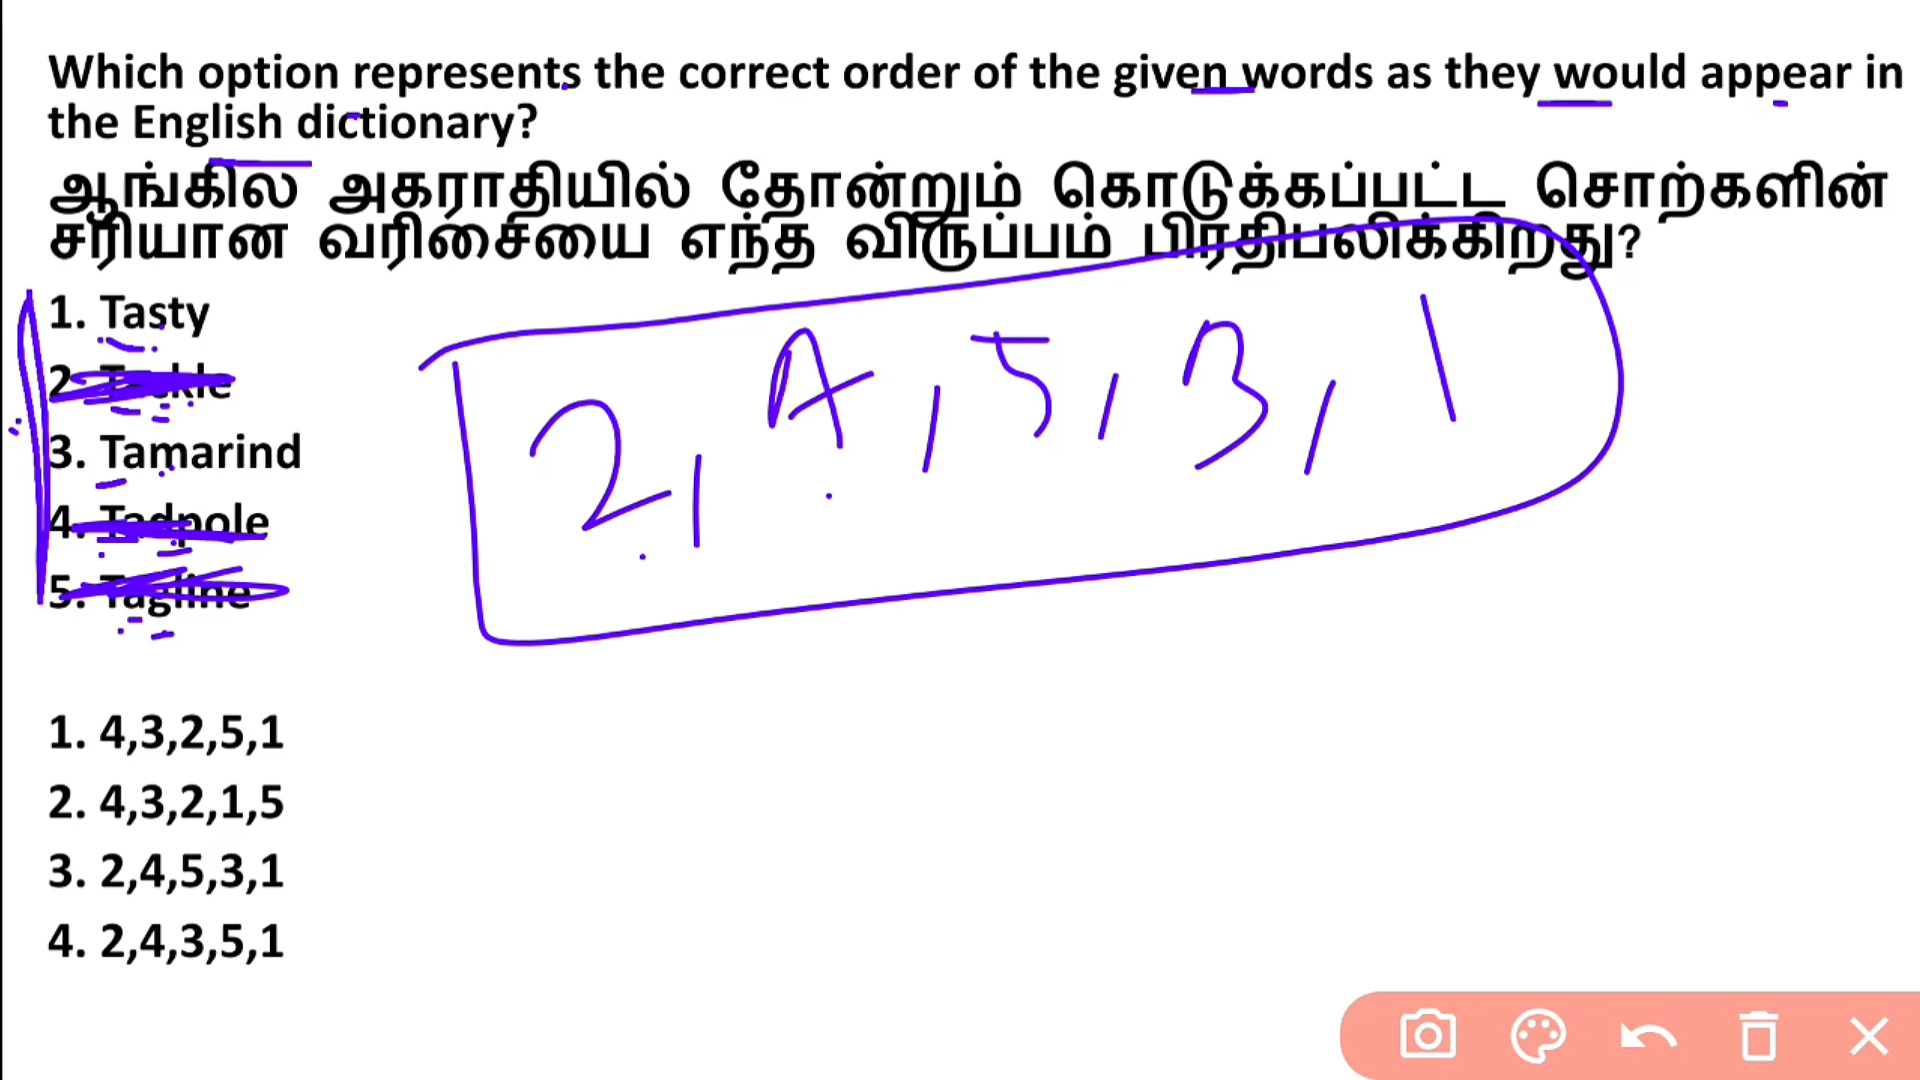 Which option represents the correct order of the given words as they would appear in
the English dictionary?
ஆங்கில அகராதியில் தோன்றும் கொடுக்கப்பட்ட சொற்களின்
சரியான வரிசையை எந்த விருப்பம் பிரதிபலிக்கிறது?
1. Tasty
2. Tackle
3. Tamarind
4. Tadpole
5. Tagline
2, 4, 5, 3, 1
1. 4,3,2,5,1
2. 4,3,2,1,5
3. 2,4,5,3,1
4. 2,4,3,5,1